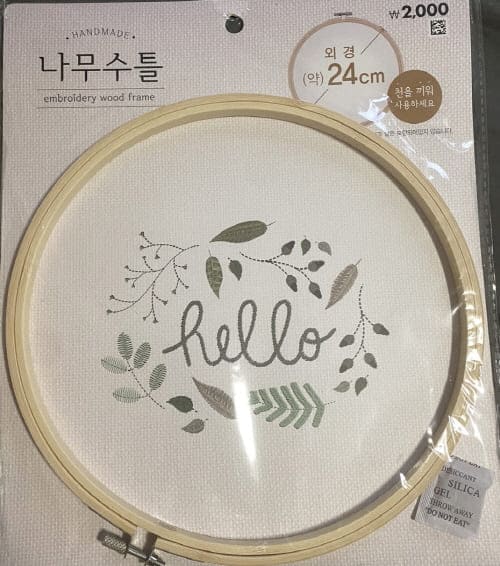 · HANDMADE ·
₩2,000
나무수틀
embroidery wood frame
외 경
(약)24cm
천을 끼워
사용하세요
hello
DESICCANT
SILICA
GEL
THROW AWAY
"DO NOT EAT"